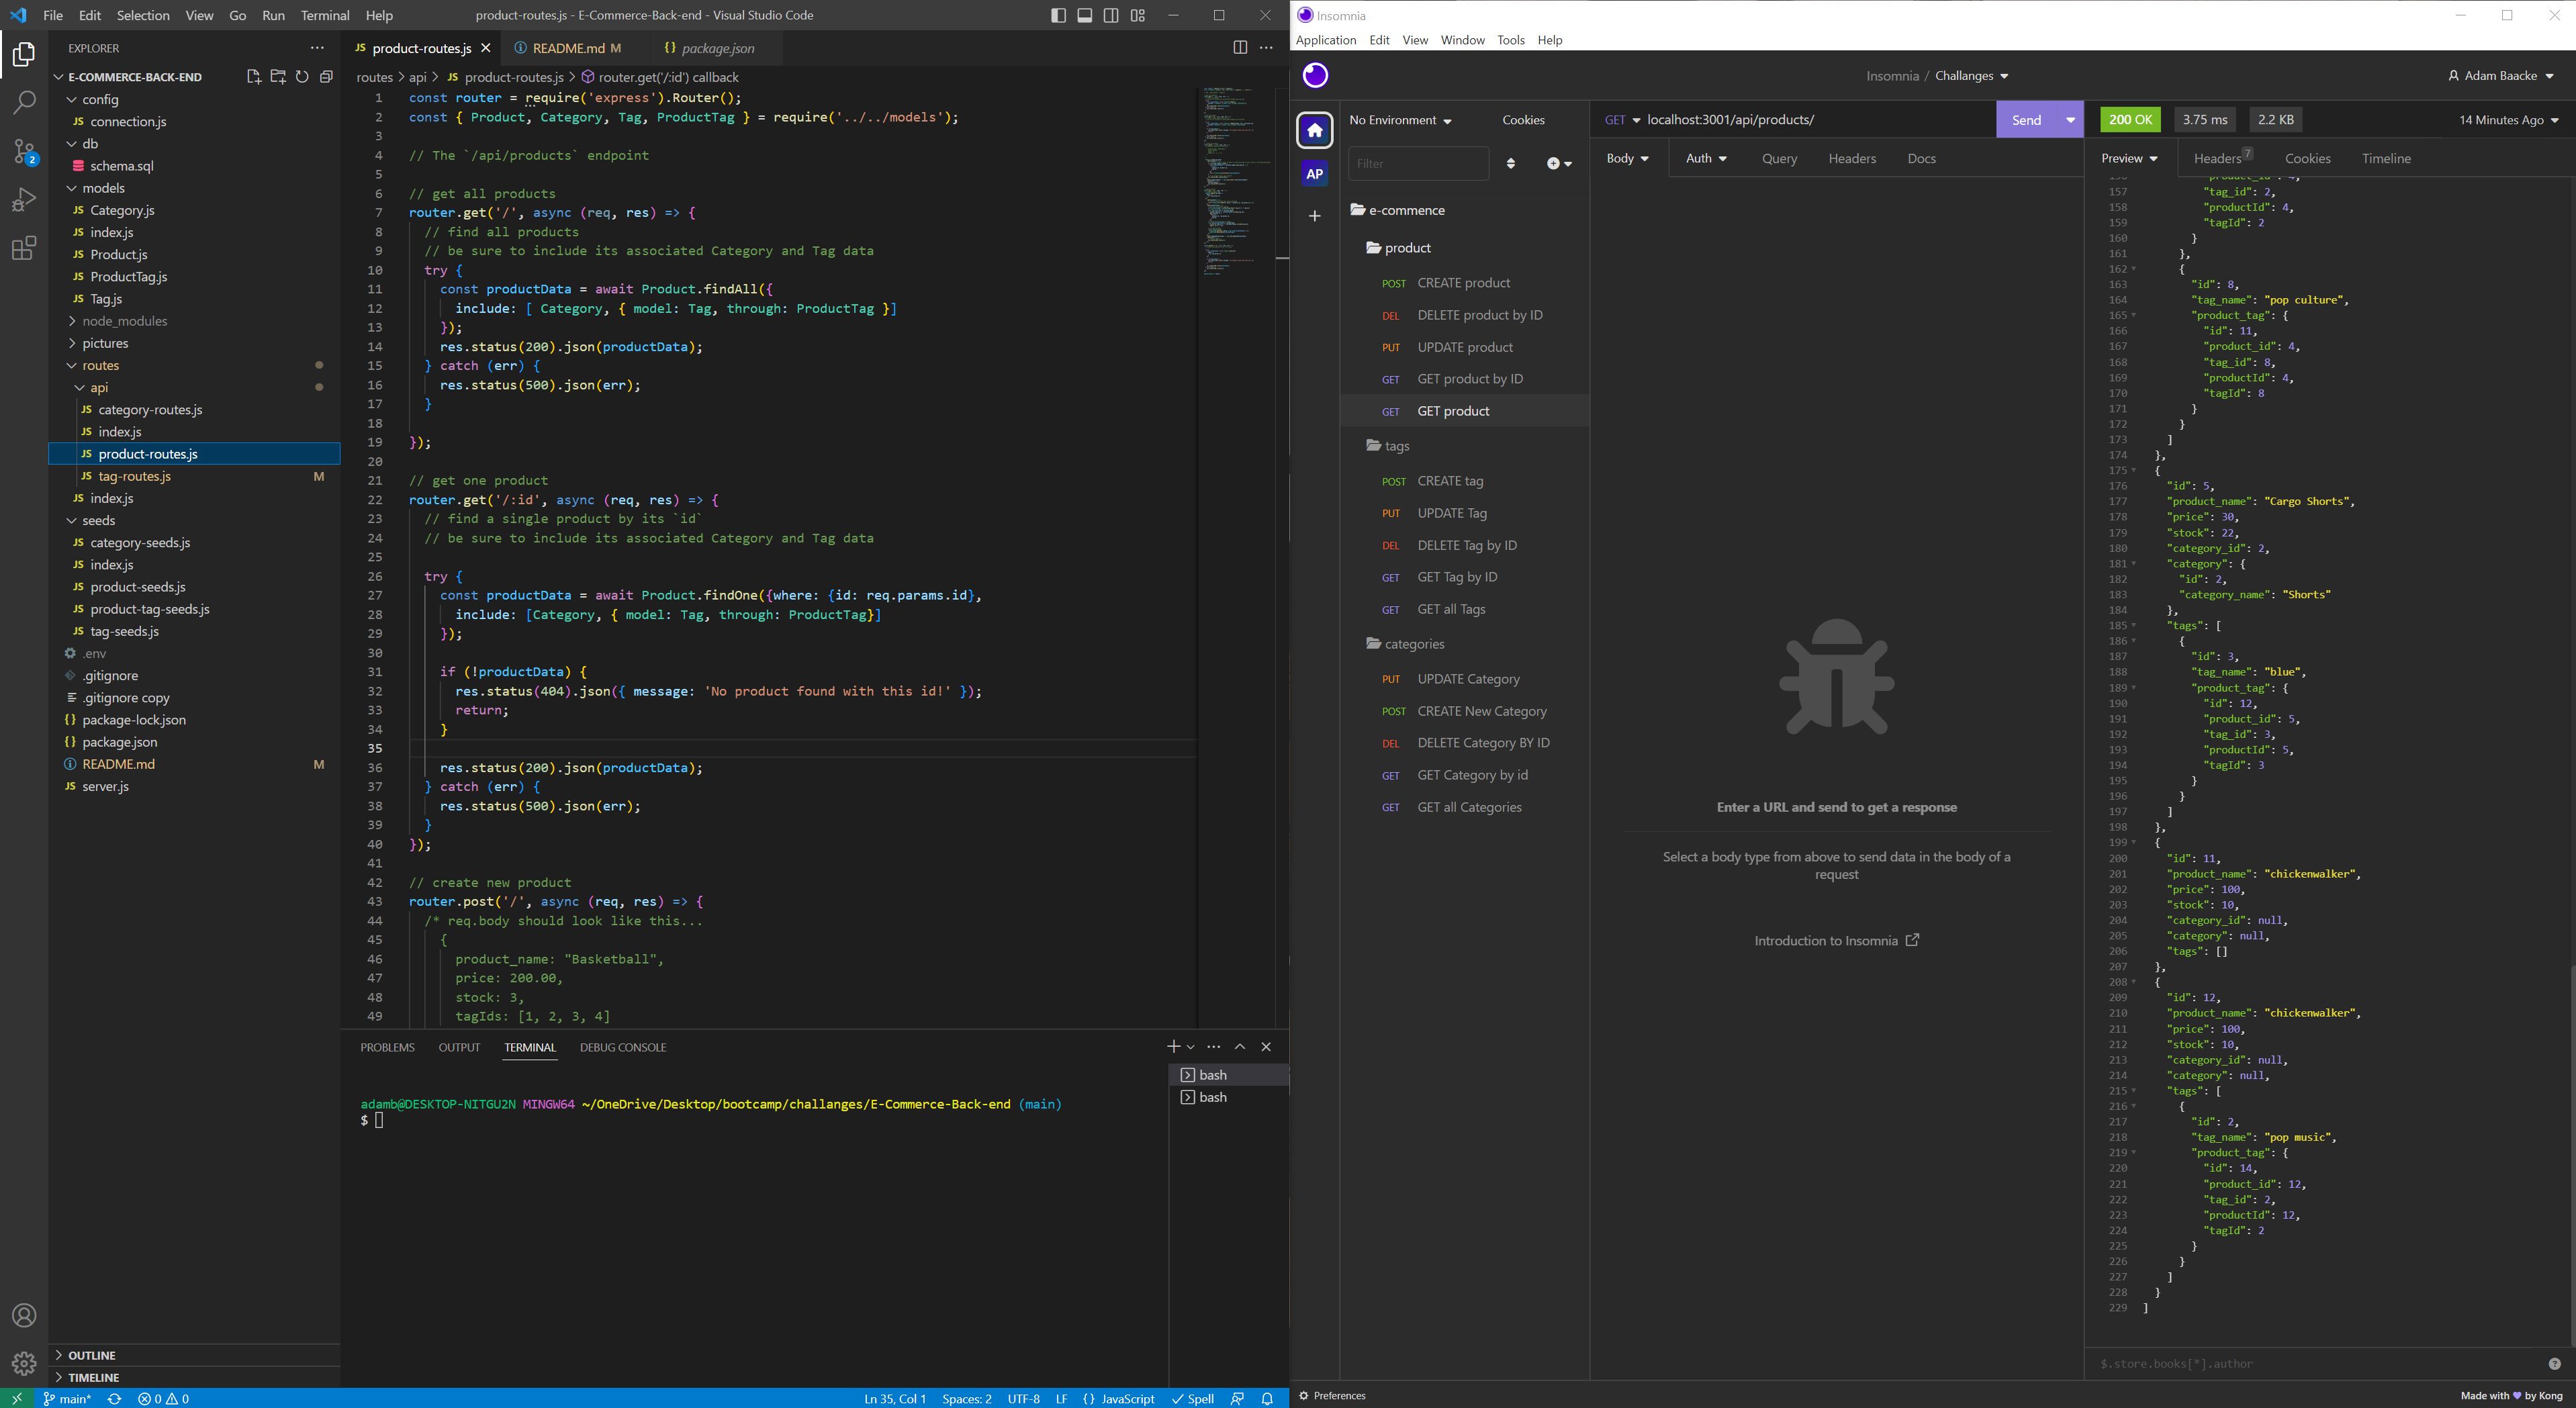 File Edit Selection View Go Run Terminal Help
product-routes.js - E-Commerce-Back-end - Visual Studio Code
EXPLORER
E-COMMERCE-BACK-END
config
JS connection.js
db
schema.sql
models
JS Category.js
JS index.js
JS Product.js
JS ProductTag.js
JS Tag.js
node_modules
pictures
routes
api
JS category-routes.js
JS index.js
JS product-routes.js
JS tag-routes.js M
JS index.js
seeds
JS category-seeds.js
JS index.js
JS product-seeds.js
JS product-tag-seeds.js
JS tag-seeds.js
.env
.gitignore
.gitignore copy
{} package-lock.json
{} package.json
README.md M
JS server.js
OUTLINE
TIMELINE
2
JS product-routes.js
README.md M
{} package.json
routes > api > JS product-routes.js > router.get('/:id') callback
1 const router = require('express').Router();
2 const { Product, Category, Tag, ProductTag } = require('../../models');
3
4 // The `/api/products` endpoint
5
6 // get all products
7 router.get('/', async (req, res) => {
8 // find all products
9 // be sure to include its associated Category and Tag data
10 try {
11 const productData = await Product.findAll({
12 include: [ Category, { model: Tag, through: ProductTag }]
13 });
14 res.status(200).json(productData);
15 } catch (err) {
16 res.status(500).json(err);
17 }
18
19 });
20
21 // get one product
22 router.get('/:id', async (req, res) => {
23 // find a single product by its `id`
24 // be sure to include its associated Category and Tag data
25
26 try {
27 const productData = await Product.findOne({where: {id: req.params.id},
28 include: [Category, { model: Tag, through: ProductTag}]
29 });
30
31 if (!productData) {
32 res.status(404).json({ message: 'No product found with this id!' });
33 return;
34 }
35
36 res.status(200).json(productData);
37 } catch (err) {
38 res.status(500).json(err);
39 }
40 });
41
42 // create new product
43 router.post('/', async (req, res) => {
44 /* req.body should look like this...
45 {
46 product_name: "Basketball",
47 price: 200.00,
48 stock: 3,
49 tagIds: [1, 2, 3, 4]
PROBLEMS OUTPUT TERMINAL DEBUG CONSOLE
bash
bash
adamb@DESKTOP-NITGU2N MINGW64 ~/OneDrive/Desktop/bootcamp/challanges/E-Commerce-Back-end (main)
$
main* 0 0 Ln 35, Col 1 Spaces: 2 UTF-8 LF {} JavaScript Spell
Insomnia
Application Edit View Window Tools Help
Insomnia / Challanges
Adam Baacke
AP
No Environment Cookies
Filter
e-commence
product
POST CREATE product
DEL DELETE product by ID
PUT UPDATE product
GET GET product by ID
GET GET product
tags
POST CREATE tag
PUT UPDATE Tag
DEL DELETE Tag by ID
GET GET Tag by ID
GET GET all Tags
categories
PUT UPDATE Category
POST CREATE New Category
DEL DELETE Category BY ID
GET GET Category by id
GET GET all Categories
GET localhost:3001/api/products/ Send
Body Auth Query Headers Docs
Enter a URL and send to get a response
Select a body type from above to send data in the body of a
request
Introduction to Insomnia
200 OK 3.75 ms 2.2 KB 14 Minutes Ago
Preview Headers 7 Cookies Timeline
157 "tag_id": 2,
158 "productId": 4,
159 "tagId": 2
160 }
161 },
162 {
163 "id": 8,
164 "tag_name": "pop culture",
165 "product_tag": {
166 "id": 11,
167 "product_id": 4,
168 "tag_id": 8,
169 "productId": 4,
170 "tagId": 8
171 }
172 }
173 ]
174 },
175 {
176 "id": 5,
177 "product_name": "Cargo Shorts",
178 "price": 30,
179 "stock": 22,
180 "category_id": 2,
181 "category": {
182 "id": 2,
183 "category_name": "Shorts"
184 },
185 "tags": [
186 {
187 "id": 3,
188 "tag_name": "blue",
189 "product_tag": {
190 "id": 12,
191 "product_id": 5,
192 "tag_id": 3,
193 "productId": 5,
194 "tagId": 3
195 }
196 }
197 ]
198 },
199 {
200 "id": 11,
201 "product_name": "chickenwalker",
202 "price": 100,
203 "stock": 10,
204 "category_id": null,
205 "category": null,
206 "tags": []
207 },
208 {
209 "id": 12,
210 "product_name": "chickenwalker",
211 "price": 100,
212 "stock": 10,
213 "category_id": null,
214 "category": null,
215 "tags": [
216 {
217 "id": 2,
218 "tag_name": "pop music",
219 "product_tag": {
220 "id": 14,
221 "product_id": 12,
222 "tag_id": 2,
223 "productId": 12,
224 "tagId": 2
225 }
226 }
227 ]
228 }
229 ]
$.store.books[*].author
Preferences
Made with ♥ by Kong